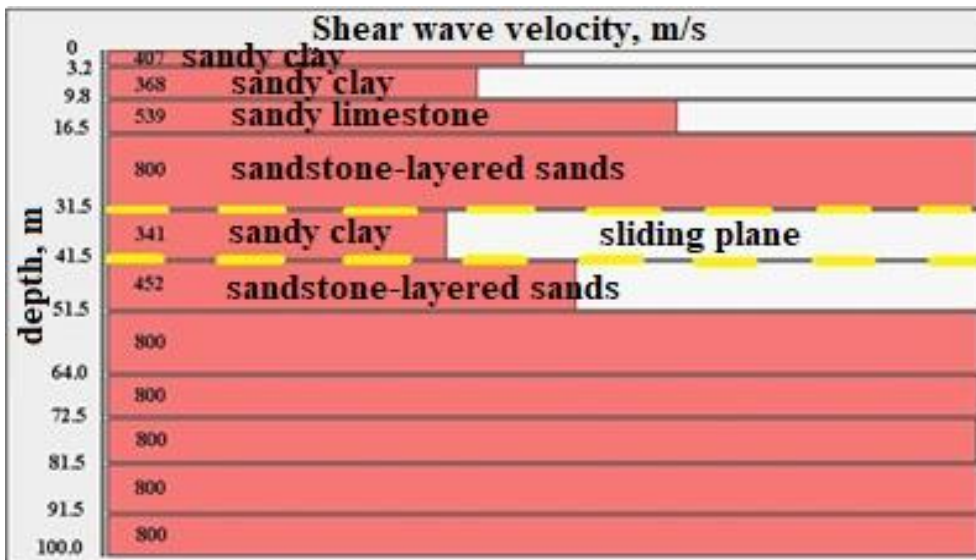 Shear wave velocity, m/s
0
407 sandy clay
3.2
368 sandy clay
9.8
539 sandy limestone
16.5
800 sandstone-layered sands
31.5
341 sandy clay sliding plane
41.5
452 sandstone-layered sands
51.5
800
64.0
800
72.5
800
81.5
800
91.5
800
100.0
depth, m